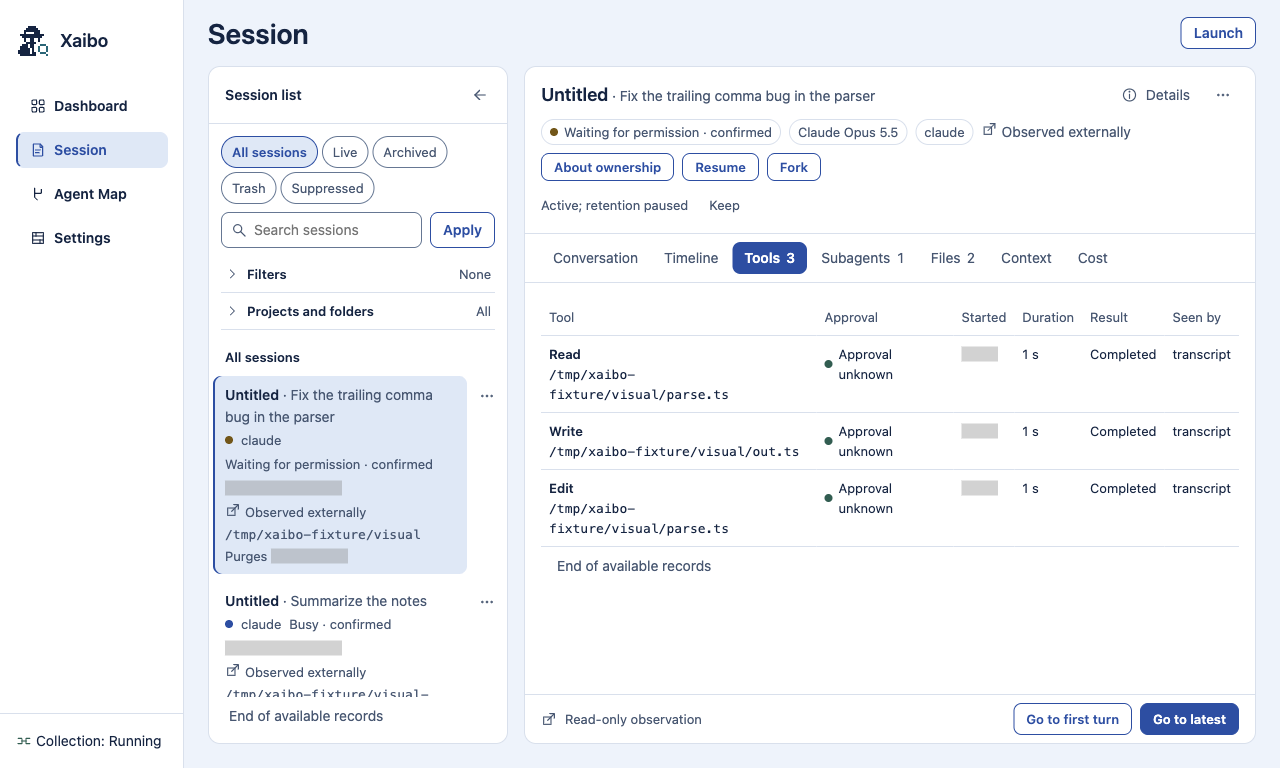 Xaibo
Dashboard
Session
Agent Map
Settings
Collection: Running
Session
Launch
Session list
All sessions
Live
Archived
Trash
Suppressed
Search sessions
Apply
Filters
None
Projects and folders
All
All sessions
Untitled · Fix the trailing comma
bug in the parser
claude
Waiting for permission · confirmed
Observed externally
/tmp/xaibo-fixture/visual
Purges
Untitled · Summarize the notes
claude Busy · confirmed
Observed externally
/tmp/xaibo-fixture/visual-
End of available records
Untitled · Fix the trailing comma bug in the parser
Details
Waiting for permission · confirmed
Claude Opus 5.5
claude
Observed externally
About ownership
Resume
Fork
Active; retention paused
Keep
Conversation
Timeline
Tools 3
Subagents 1
Files 2
Context
Cost
Tool Approval Started Duration Result Seen by
Read
/tmp/xaibo-
fixture/visual/parse.ts
Approval
unknown
1 s
Completed
transcript
Write
/tmp/xaibo-fixture/visual/out.ts
Approval
unknown
1 s
Completed
transcript
Edit
/tmp/xaibo-
fixture/visual/parse.ts
Approval
unknown
1 s
Completed
transcript
End of available records
Read-only observation
Go to first turn
Go to latest